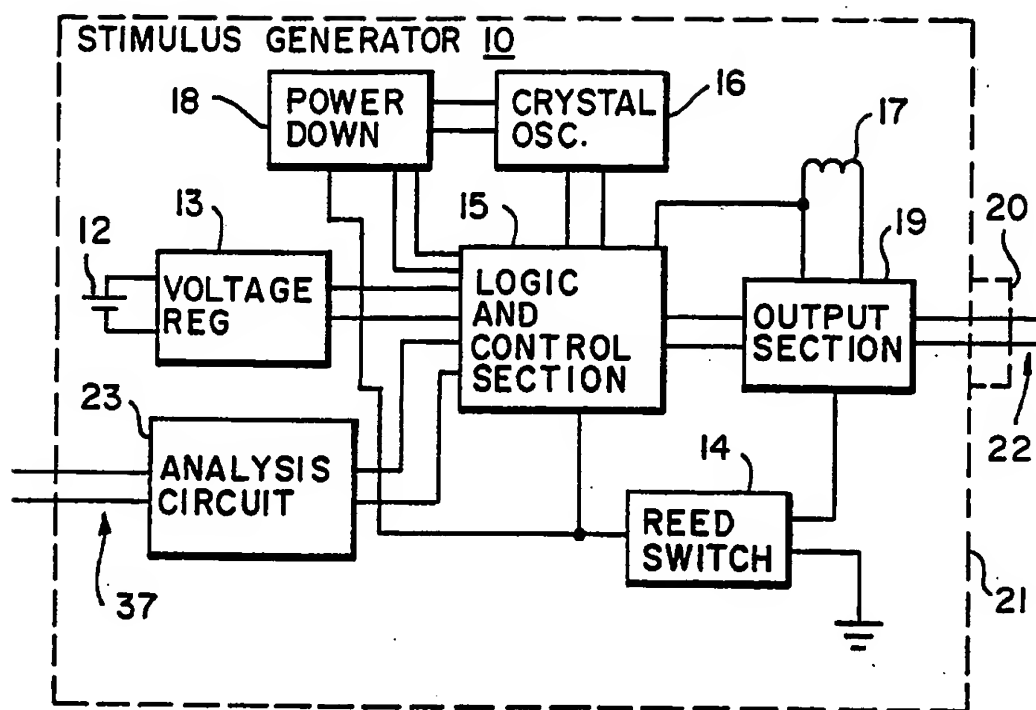 STIMULUS GENERATOR 10
18
POWER
DOWN
CRYSTAL
OSC.
16
17
12
13
VOLTAGE
REG
15
LOGIC
AND
CONTROL
SECTION
19
OUTPUT
SECTION
20
22
23
ANALYSIS
CIRCUIT
37
14
REED
SWITCH
21